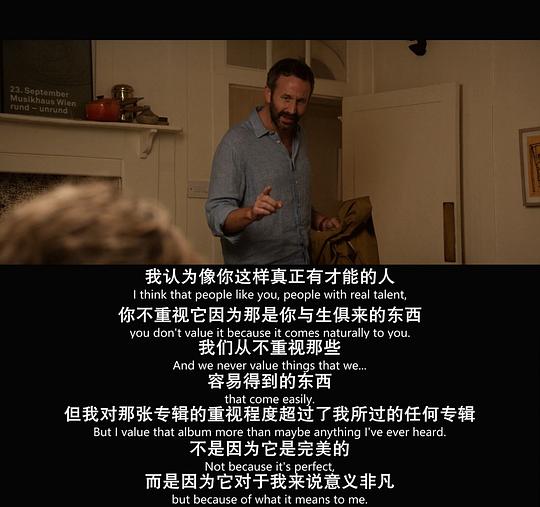 23. September
Musikhaus Wien
rund – unrund
我认为像你这样真正有才能的人
I think that people like you, people with real talent,
你不重视它因为那是你与生俱来的东西
you don't value it because it comes naturally to you.
我们从不重视那些
And we never value things that we...
容易得到的东西
that come easily.
但我对那张专辑的重视程度超过了我所过的任何专辑
But I value that album more than maybe anything I've ever heard.
不是因为它是完美的
Not because it's perfect,
而是因为它对于我来说意义非凡
but because of what it means to me.